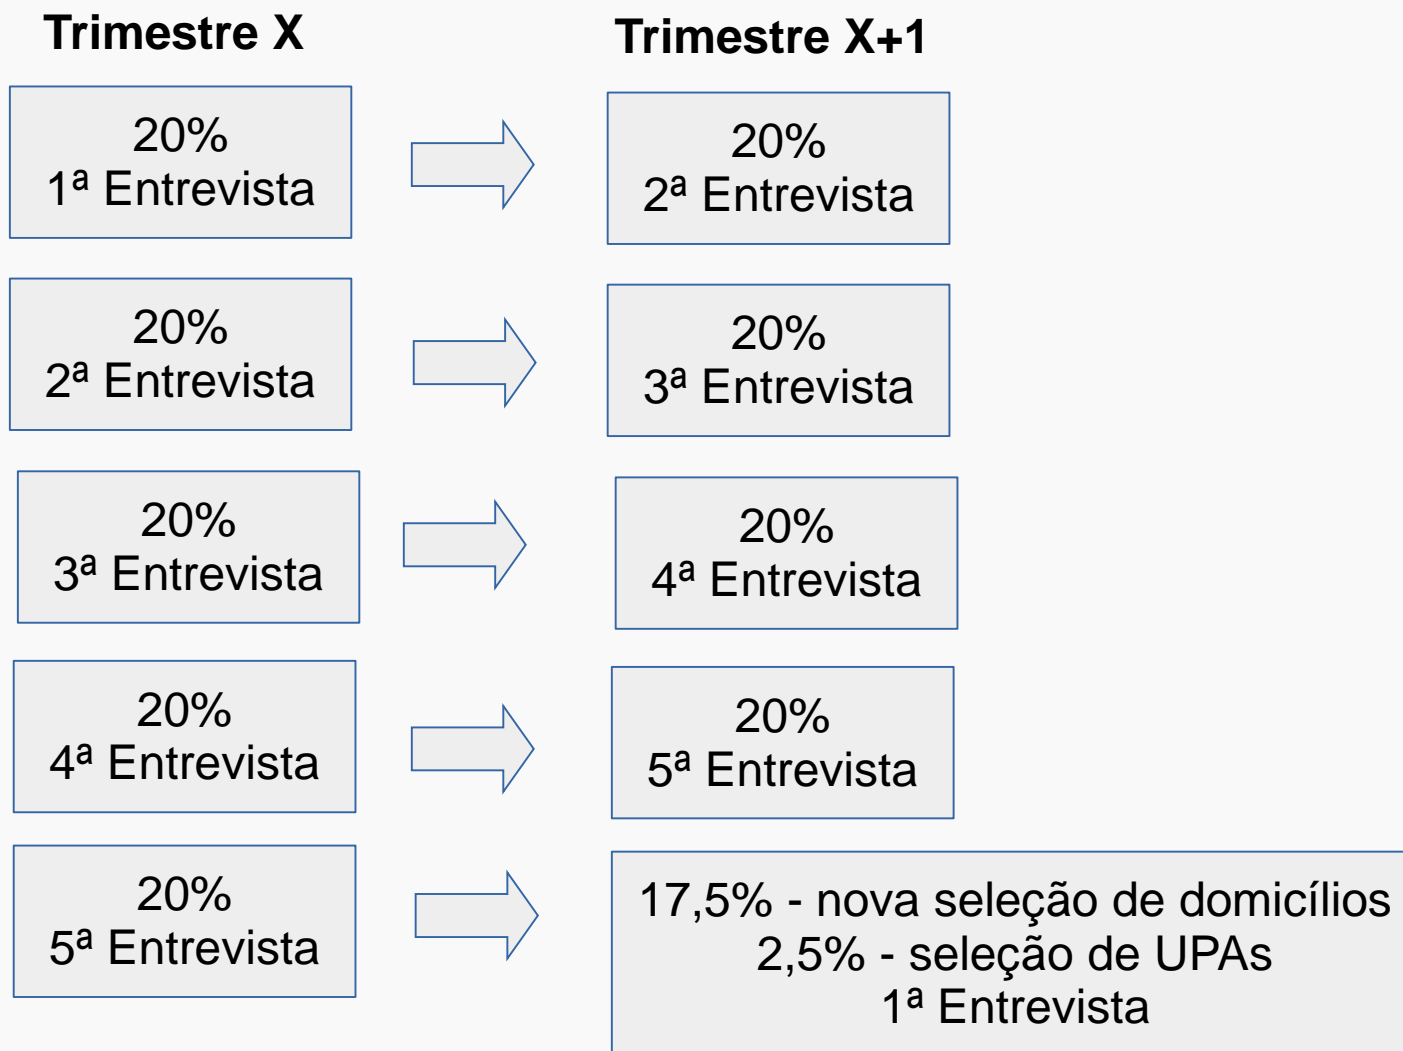 Trimestre X
Trimestre X+1
20%
1ª Entrevista
20%
2ª Entrevista
20%
2ª Entrevista
20%
3ª Entrevista
20%
3ª Entrevista
20%
4ª Entrevista
20%
4ª Entrevista
20%
5ª Entrevista
20%
5ª Entrevista
17,5% - nova seleção de domicílios
2,5% - seleção de UPAs
1ª Entrevista